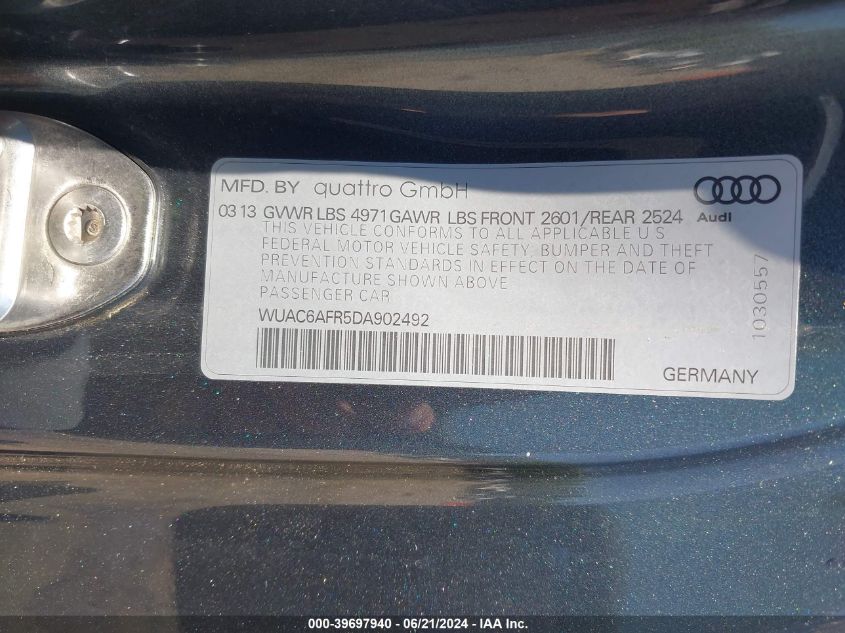 MFD. BY quattro GmbH
03 13 GVWR LBS 4971 GAWR LBS FRONT 2601/REAR 2524
Audi
THIS VEHICLE CONFORMS TO ALL APPLICABLE U S
FEDERAL MOTOR VEHICLE SAFETY, BUMPER AND THEFT
PREVENTION STANDARDS IN EFFECT ON THE DATE OF
MANUFACTURE SHOWN ABOVE
PASSENGER CAR
WUAC6AFR5DA902492
GERMANY
1030557
000-39697940 - 06/21/2024 - IAAI.com